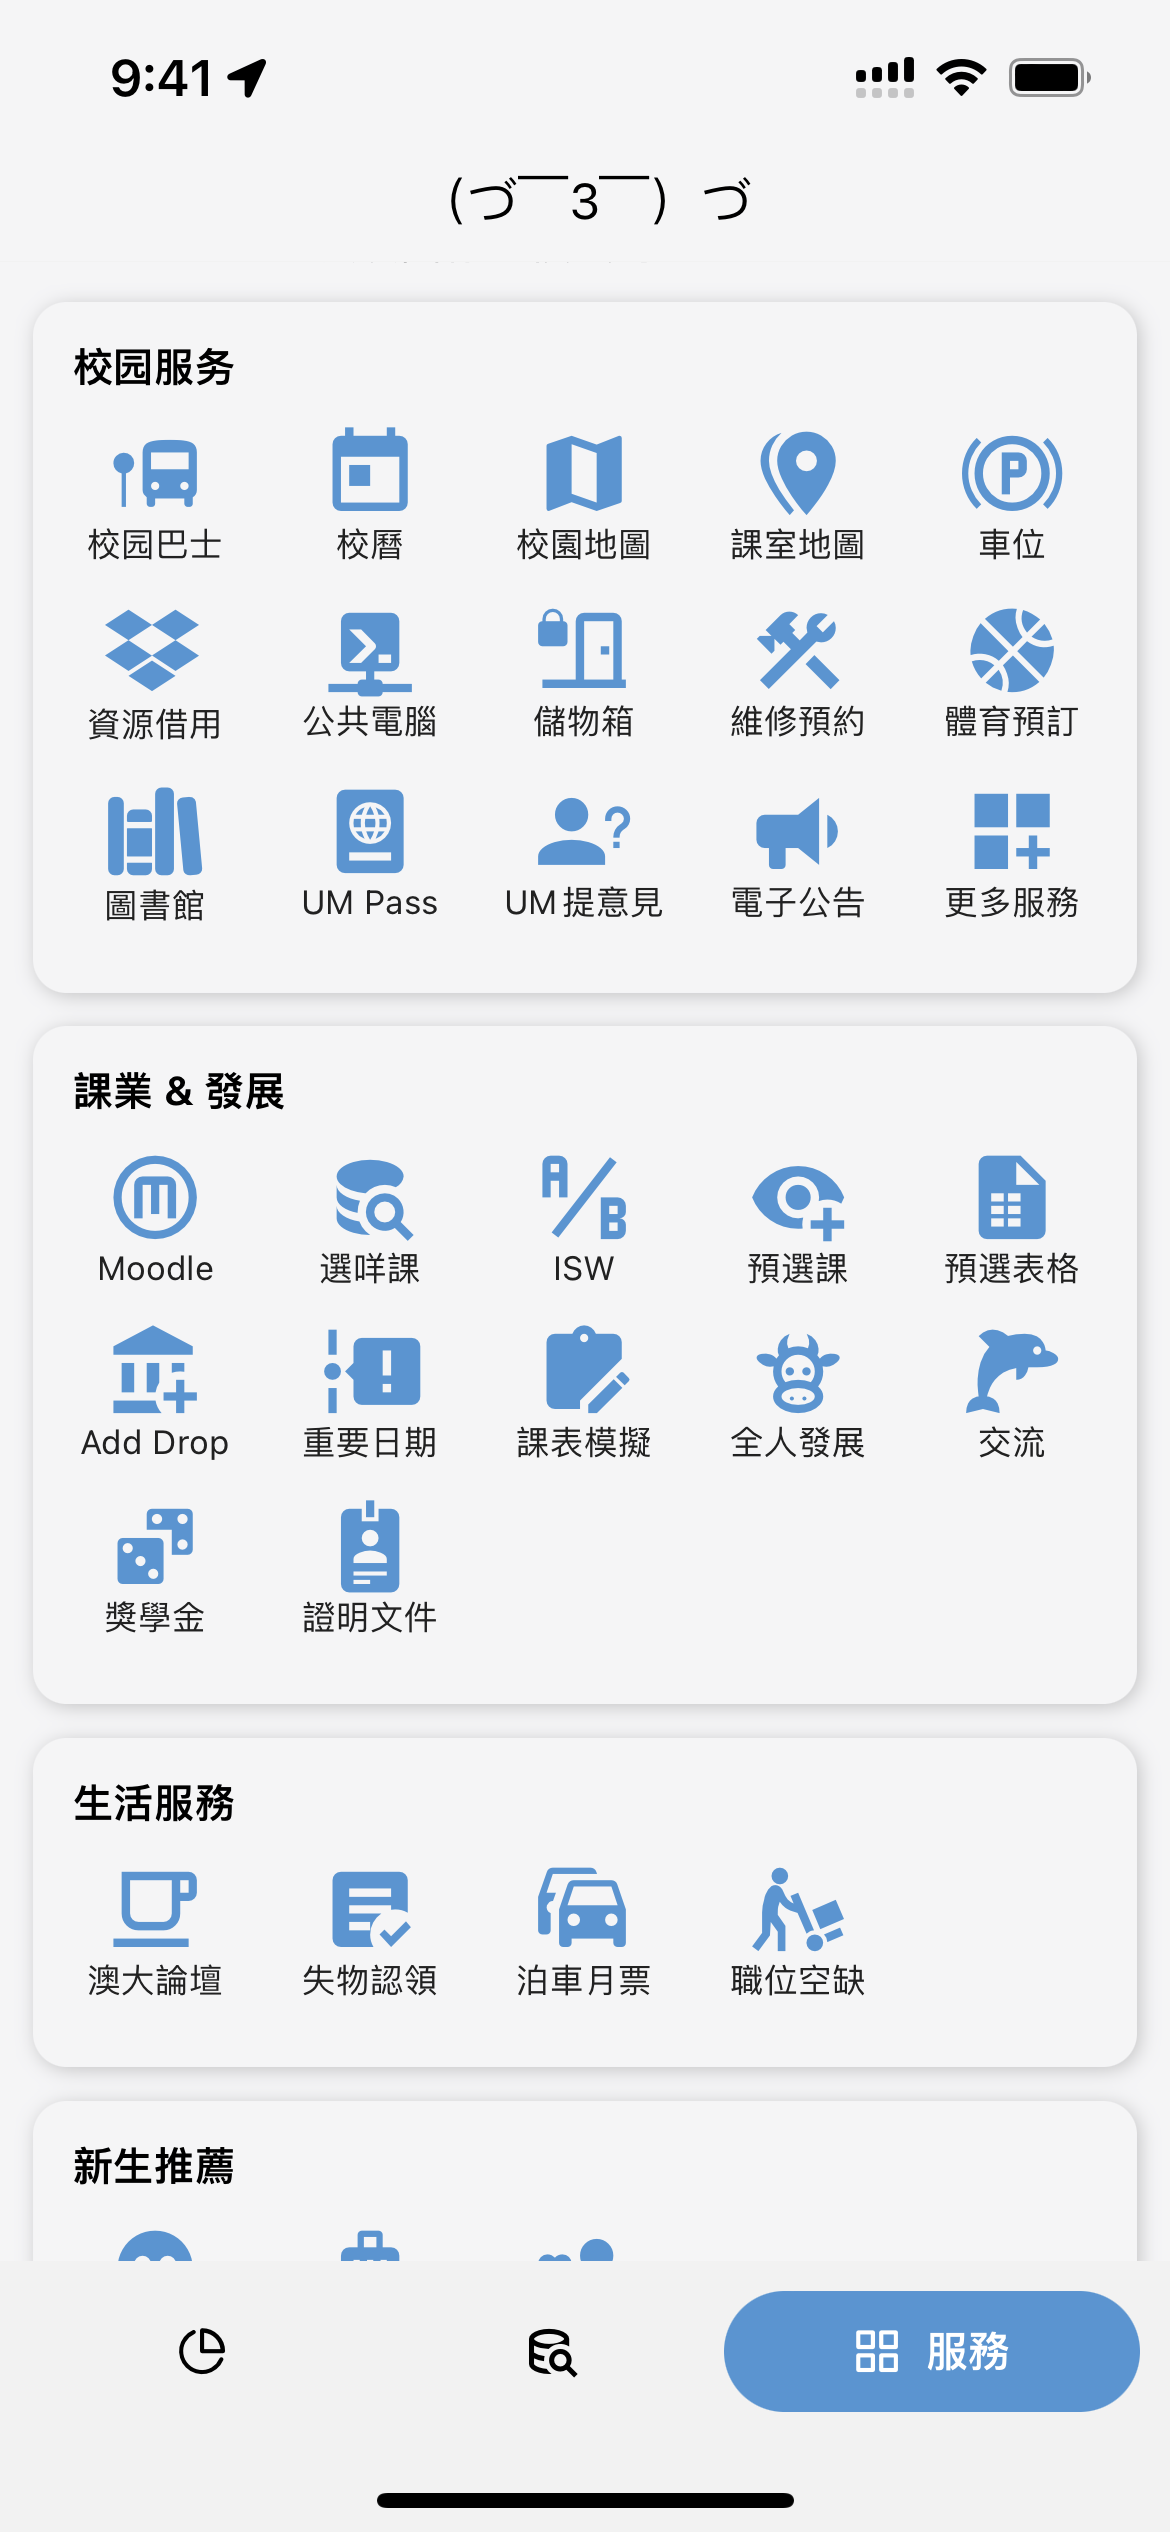 9:41
(づ￣3￣）づ
校园服务
校园巴士
校曆
校園地圖
課室地圖
車位
資源借用
公共電腦
儲物箱
維修預約
體育預訂
圖書館
UM Pass
UM 提意見
電子公告
更多服務
課業 & 發展
Moodle
選咩課
ISW
預選課
預選表格
Add Drop
重要日期
課表模擬
全人發展
交流
獎學金
證明文件
生活服務
澳大論壇
失物認領
泊車月票
職位空缺
新生推薦
服務